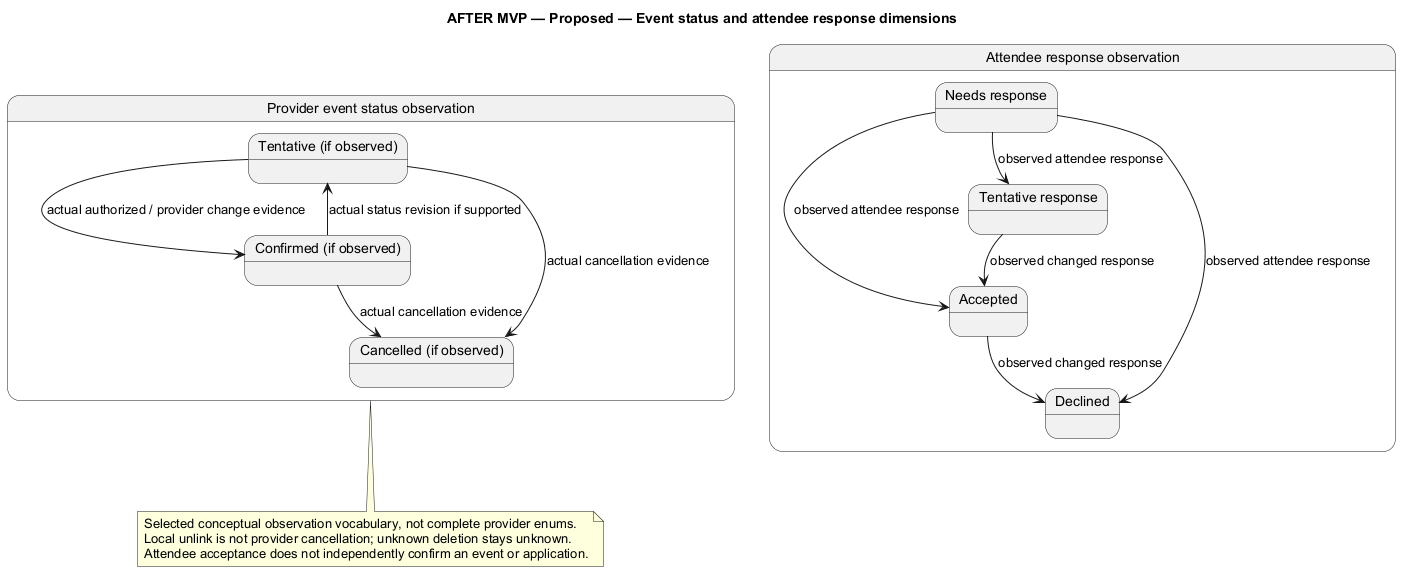 AFTER MVP — Proposed — Event status and attendee response dimensions
Provider event status observation
Tentative (if observed)
actual authorized / provider change evidence
actual status revision if supported
Confirmed (if observed)
actual cancellation evidence
actual cancellation evidence
Cancelled (if observed)
Selected conceptual observation vocabulary, not complete provider enums.
Local unlink is not provider cancellation; unknown deletion stays unknown.
Attendee acceptance does not independently confirm an event or application.
Attendee response observation
Needs response
observed attendee response
Tentative response
observed attendee response
observed changed response
observed attendee response
Accepted
observed changed response
Declined